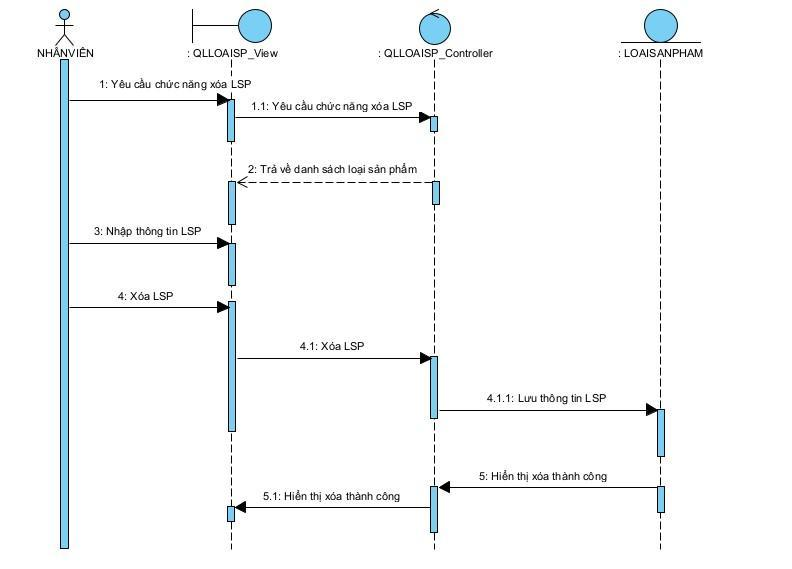 NHÂNVIÊN
: QLLOAISP_View
: QLLOAISP_Controller
: LOAISANPHAM
1: Yêu cầu chức năng xóa LSP
1.1: Yêu cầu chức năng xóa LSP
2: Trả về danh sách loại sản phẩm
3: Nhập thông tin LSP
4: Xóa LSP
4.1: Xóa LSP
4.1.1: Lưu thông tin LSP
5: Hiển thị xóa thành công
5.1: Hiển thị xóa thành công